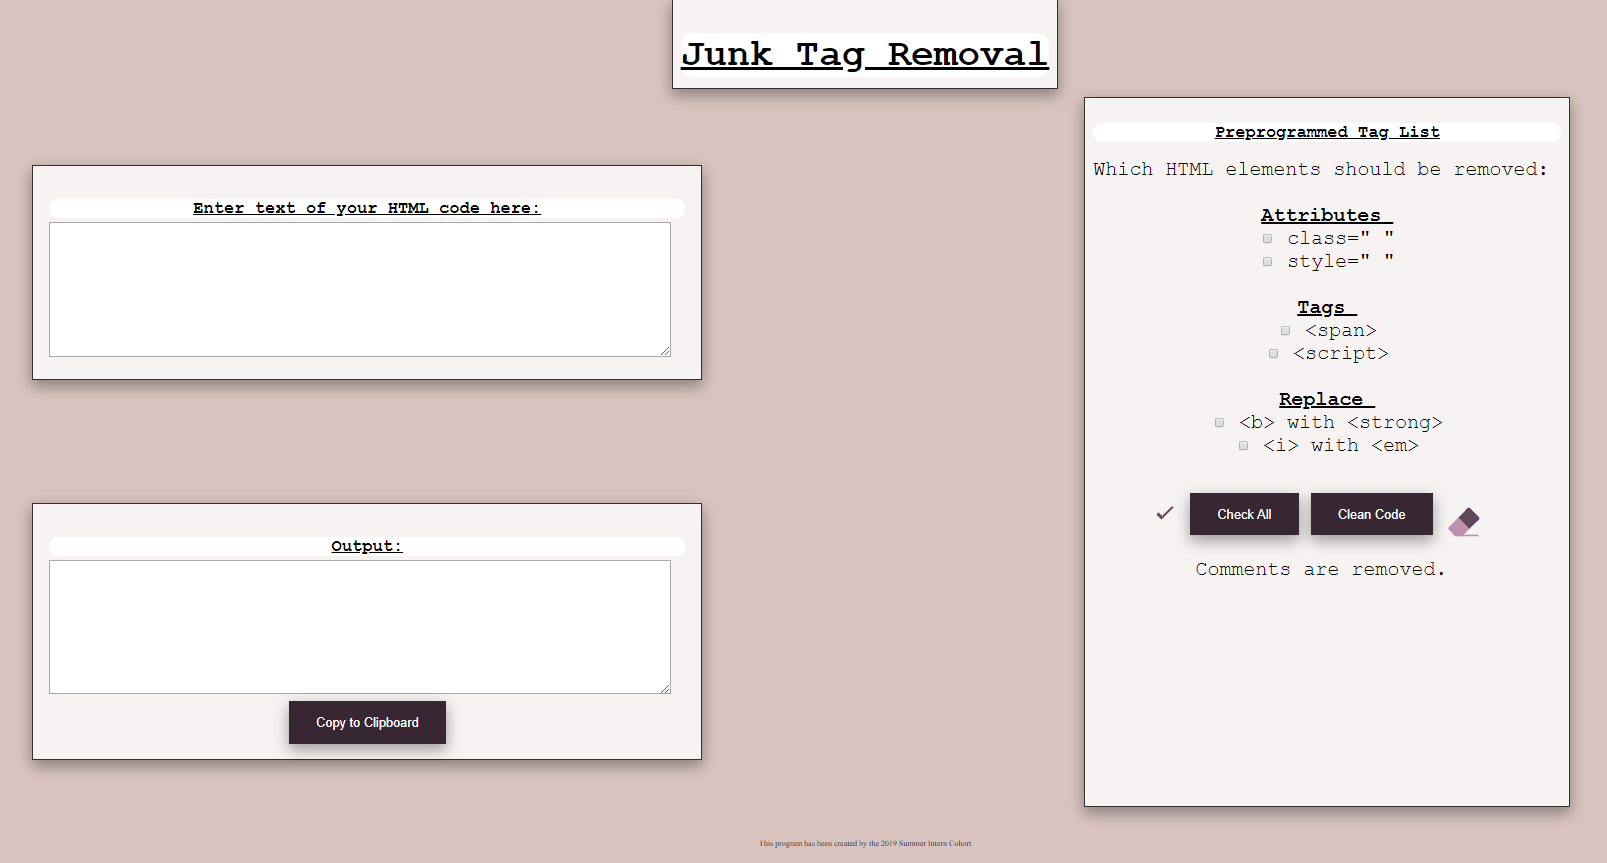 Junk Tag Removal
Enter text of your HTML code here:
Output:
Copy to Clipboard
Preprogrammed Tag List
Which HTML elements should be removed:
Attributes
class=" "
style=" "
Tags
<span>
<script>
Replace
<b> with <strong>
<i> with <em>
Check All
Clean Code
Comments are removed.
This program has been created by the 2019 Summer Intern Cohort